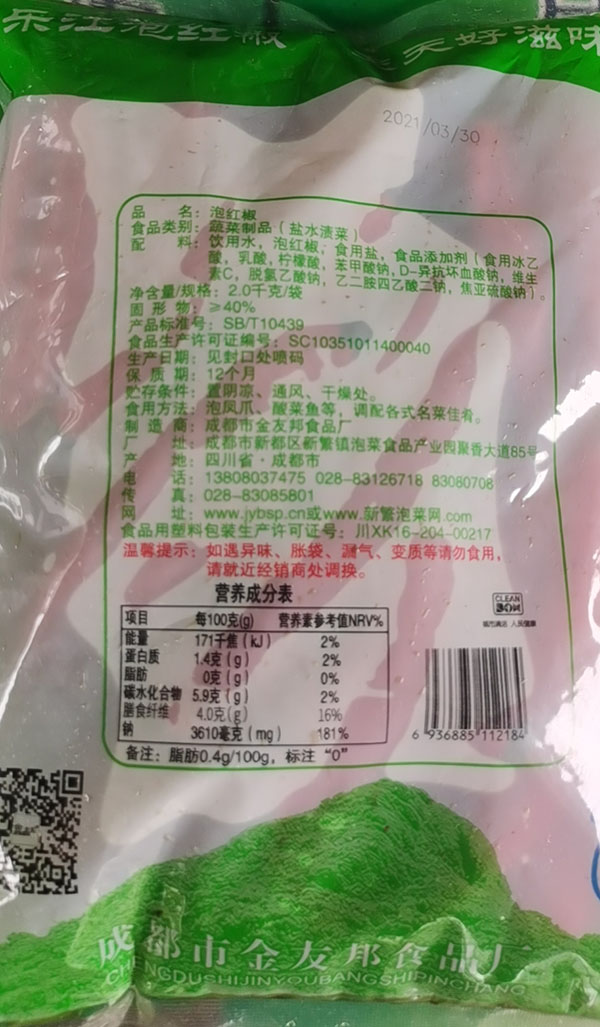 乐江泡红椒 天好滋味
2021/03/30
品 名：泡红椒
食品类别：蔬菜制品（盐水渍菜）
配 料：饮用水，泡红椒，食用盐，食品添加剂（食用冰乙
酸，乳酸，柠檬酸，苯甲酸钠，D-异抗坏血酸钠，维生
素C，脱氢乙酸钠，乙二胺四乙酸二钠，焦亚硫酸钠）。
净含量/规格：2.0千克/袋
固 形 物：≥40%
产品标准号：SB/T10439
食品生产许可证编号：SC10351011400040
生产日期：见封口处喷码
保 质 期：12个月
贮存条件：置阴凉、通风、干燥处。
食用方法：泡凤爪、酸菜鱼等，调配各式名菜佳肴。
制 造 商：成都市金友邦食品厂
厂 址：成都市新都区新繁镇泡菜食品产业园聚香大道85号
产 地：四川省·成都市
电 话：13808037475 028-83126718 83080708
传 真：028-83085801
网 址：www.jybsp.cn或www.新繁泡菜网.com
食品用塑料包装生产许可证号：川XK16-204-00217
温馨提示：如遇异味、胀袋、漏气、变质等请勿食用，
请就近经销商处调换。
营养成分表
项目 每100克(g) 营养素参考值NRV%
能量 171千焦（kJ） 2%
蛋白质 1.4克（g） 2%
脂肪 0克（g） 0%
碳水化合物 5.9克（g） 2%
膳食纤维 4.0克（g） 16%
钠 3610毫克（mg） 181%
备注：脂肪0.4g/100g，标注“0”
CLEAN
城市清洁 人民健康
6 936885 112184
成都市金友邦食品厂
CHENGDUSHIJINYOUBANGSHIPINCHANG